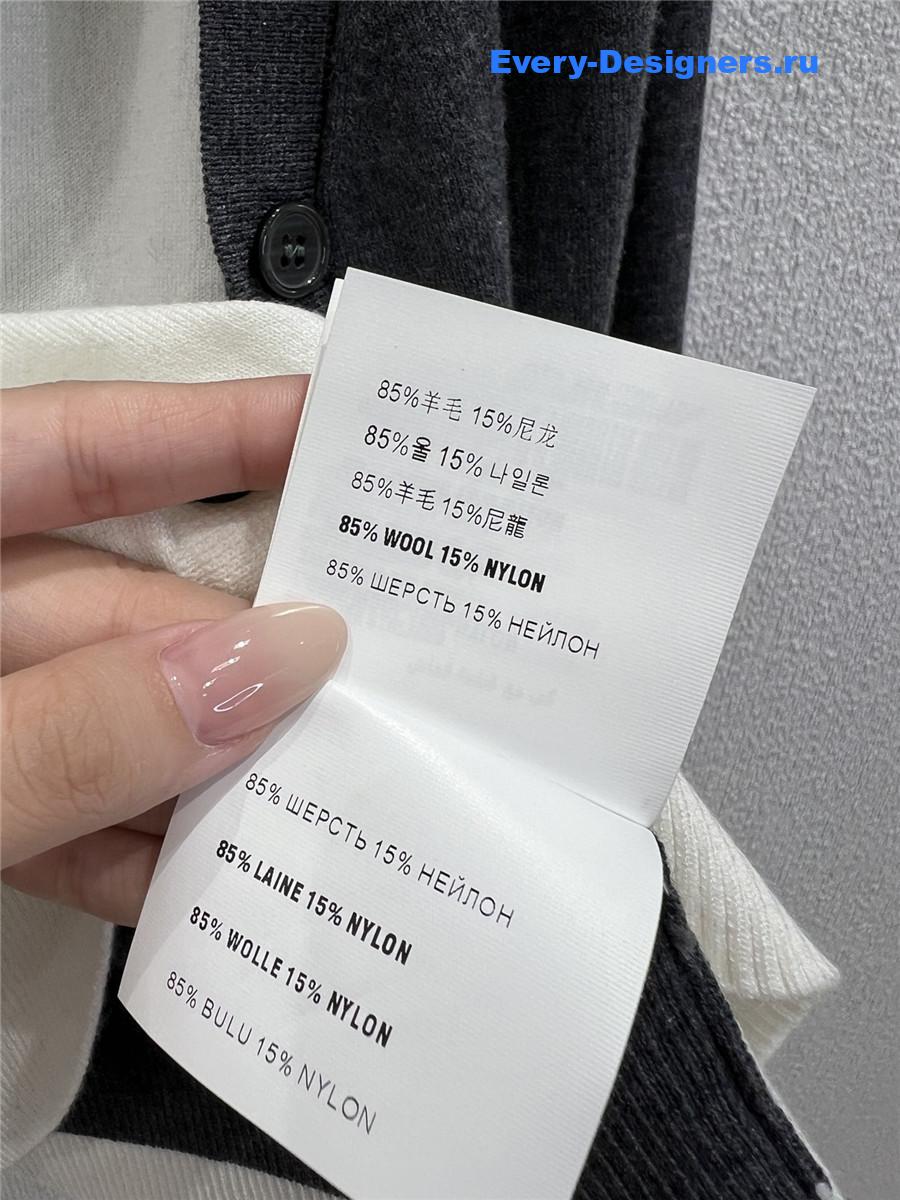 Every-Designers.ru
85%羊毛 15%尼龙
85%울 15% 나일론
85%羊毛 15%尼龍
85% WOOL 15% NYLON
85% ШЕРСТЬ 15% НЕЙЛОН
85% ШЕРСТЬ 15% НЕЙЛОН
85% LAINE 15% NYLON
85% WOLLE 15% NYLON
85% BULU 15% NYLON